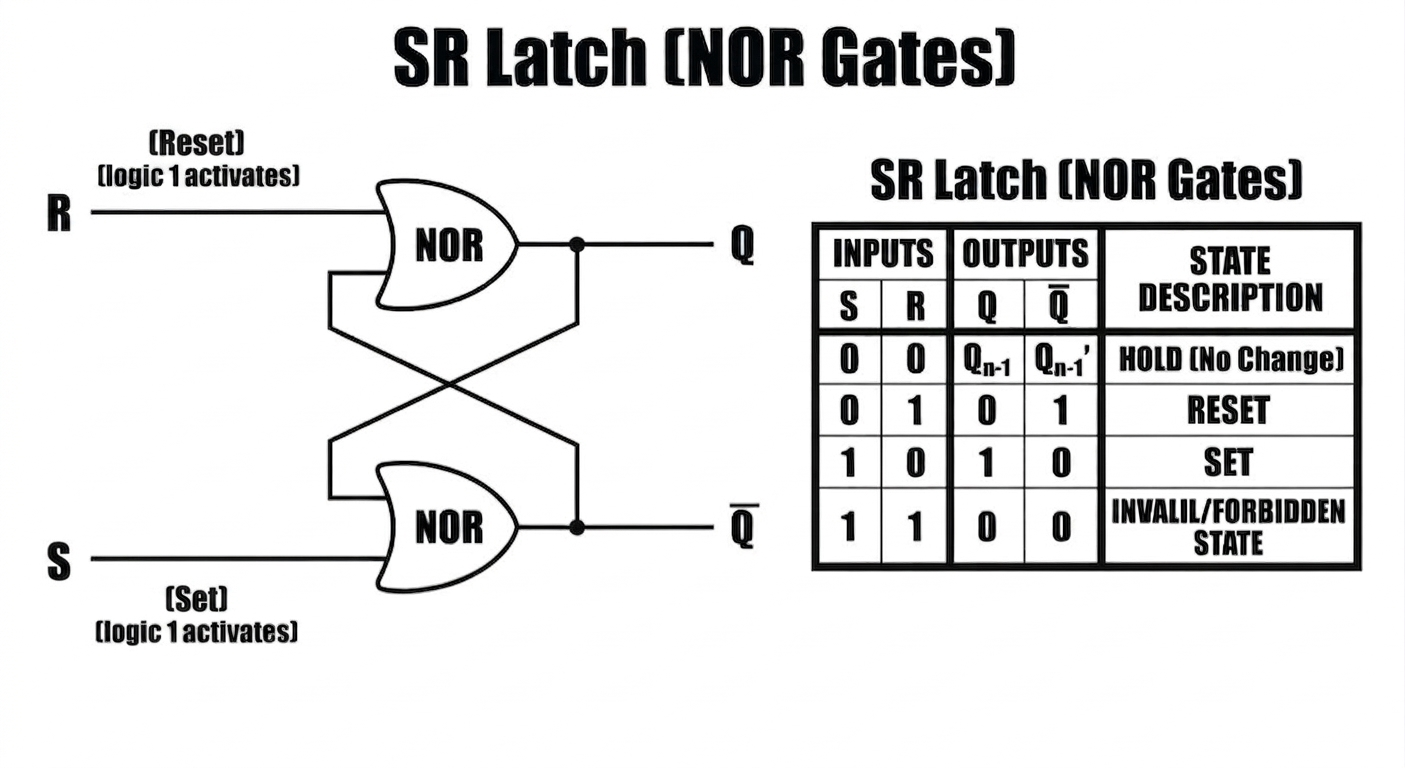 SR Latch (NOR Gates)
(Reset)
(logic 1 activates)
R
NOR
Q
NOR
Q̅
S
(Set)
(logic 1 activates)
SR Latch (NOR Gates)
INPUTS OUTPUTS STATE DESCRIPTION
S R Q Q̅
0 0 Qn-1 Qn-1' HOLD (No Change)
0 1 0 1 RESET
1 0 1 0 SET
1 1 0 0 INVALIL/FORBIDDEN
STATE